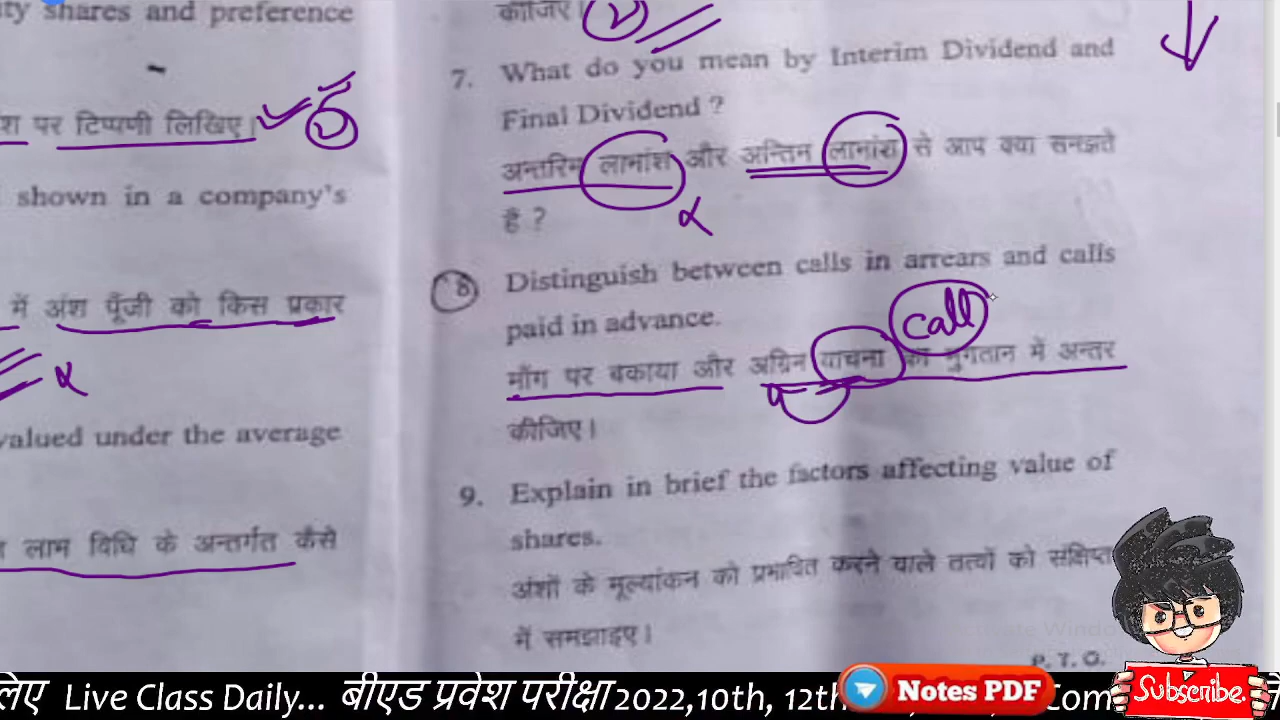 ity shares and preference
श पर टिप्पणी लिखिए।
shown in a company's
में अंश पूँजी को किस प्रकार
valued under the average
लाभ विधि के अन्तर्गत कैसे
कीजिए।
7. What do you mean by Interim Dividend and
Final Dividend ?
अन्तरिम लाभांश और अन्तिम लाभांश से आप क्या समझते
है ?
8. Distinguish between calls in arrears and calls
paid in advance.
call
माँग पर बकाया और अग्रिम याचना का भुगतान में अन्तर
कीजिए।
9. Explain in brief the factors affecting value of
shares.
अंशों के मूल्यांकन को प्रभावित करने वाले तत्वों को संक्षिप्त
में समझाइए।
P. T. O.
लिए Live Class Daily... बीएड प्रवेश परीक्षा 2022,10th, 12th
Notes PDF
Com
Subscribe